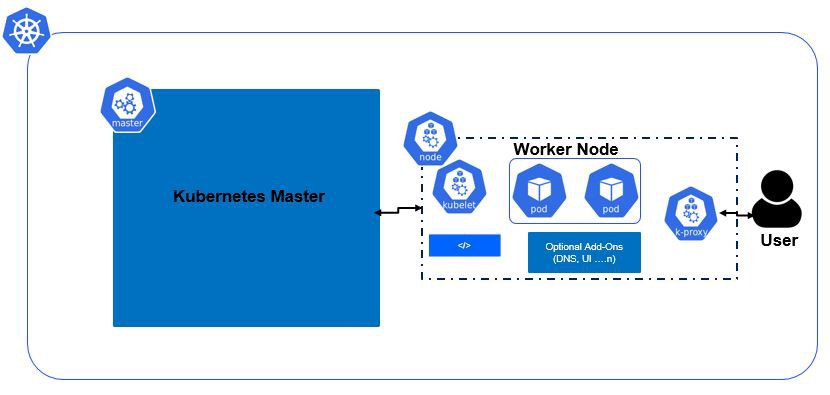 master
Kubernetes Master
node
Worker Node
kubelet
pod
pod
k-proxy
User
</>
Optional Add-Ons
(DNS, UI ....n)